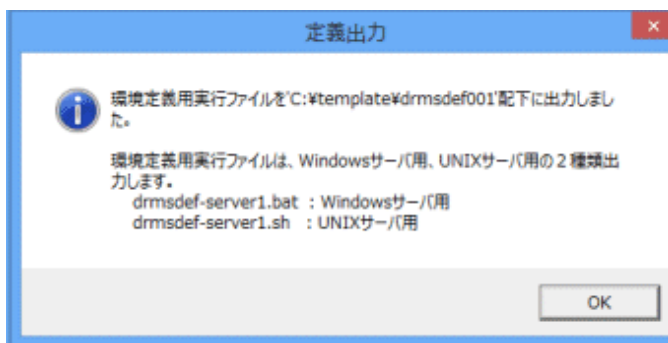 定義出力
環境定義用実行ファイルを'C:¥template¥drmsdef001'配下に出力しまし
た。
環境定義用実行ファイルは、Windowsサーバ用、UNIXサーバ用の２種類出
力します。
drmsdef-server1.bat : Windowsサーバ用
drmsdef-server1.sh : UNIXサーバ用
OK